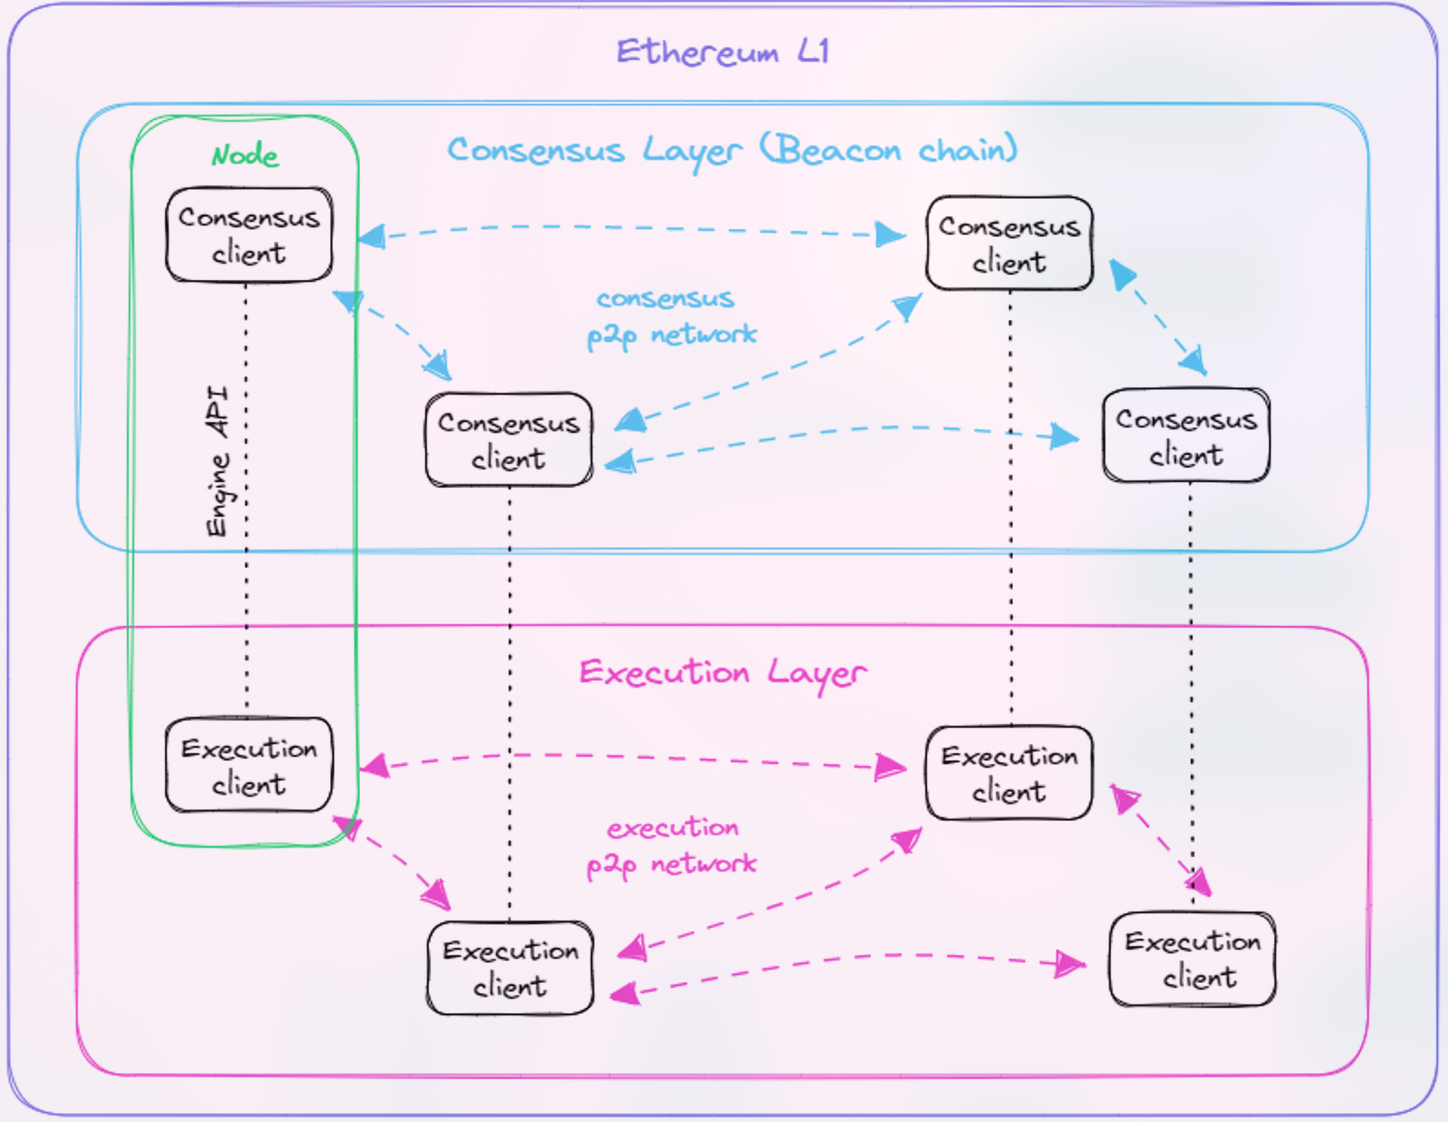 Ethereum L1
Node
Consensus Layer (Beacon chain)
Consensus
client
Consensus
client
consensus
p2p network
Engine API
Consensus
client
Consensus
client
Execution Layer
Execution
client
Execution
client
execution
p2p network
Execution
client
Execution
client